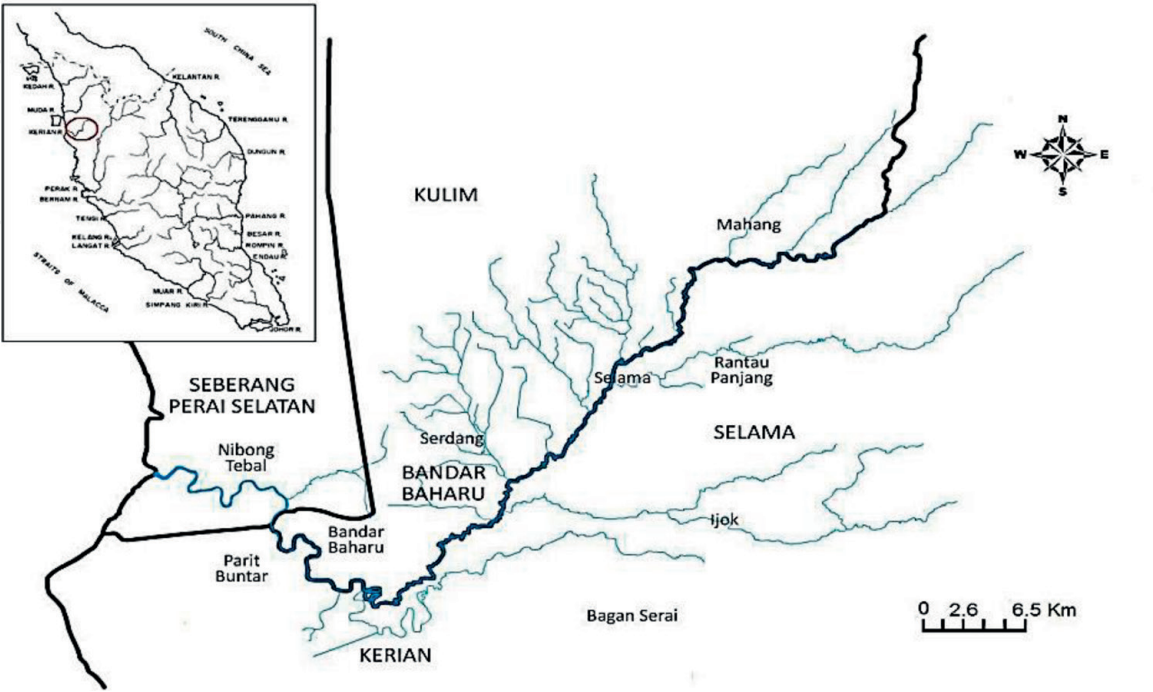 SOUTH CHINA SEA
KELANTAN R.
KEDAH R.
MUDA R.
TERENGGANU R.
KERIAN R.
DUNGUN R.
PERAK R.
BERNAM R.
PAHANG R.
TENGI R.
BESAR R.
KELANG R.
ROMPIN R.
LANGAT R.
ENDAU R.
STRAITS OF MALACCA
MUAR R.
SIMPANG KIRI R.
JOHOR R.
N
W
E
S
KULIM
Mahang
SEBERANG
PERAI SELATAN
Selama
Rantau
Panjang
Nibong
Tebal
Serdang
SELAMA
BANDAR
BAHARU
Ijok
Bandar
Baharu
Parit
Buntar
Bagan Serai
KERIAN
0 2.6 6.5 Km